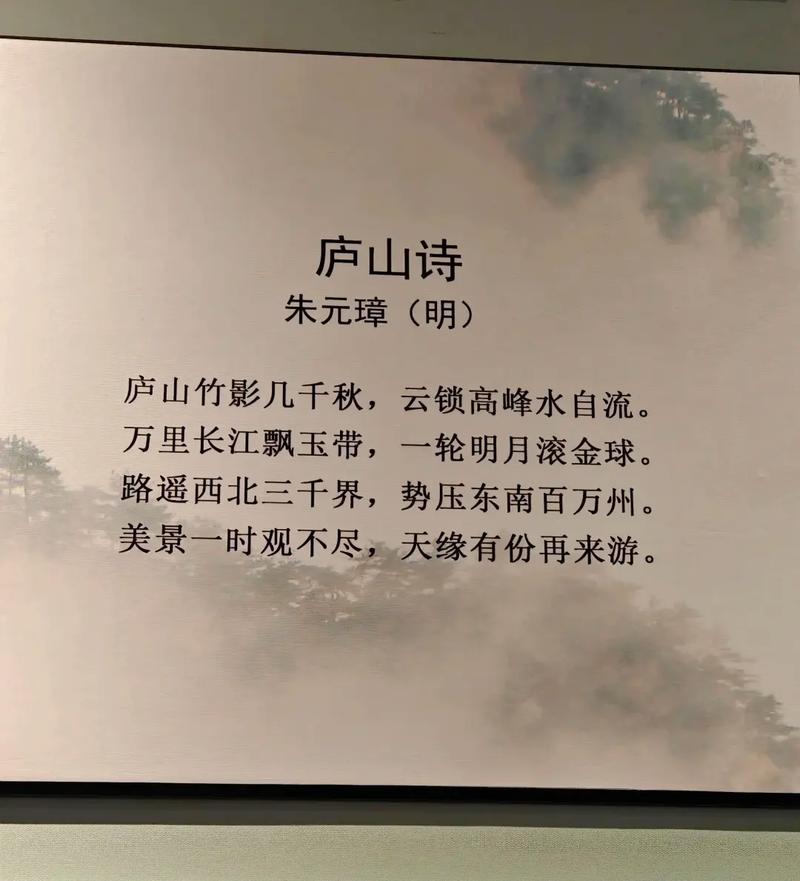 庐山诗
朱元璋（明）
庐山竹影几千秋，云锁高峰水自流。
万里长江飘玉带，一轮明月滚金球。
路遥西北三千界，势压东南百万州。
美景一时观不尽，天缘有份再来游。